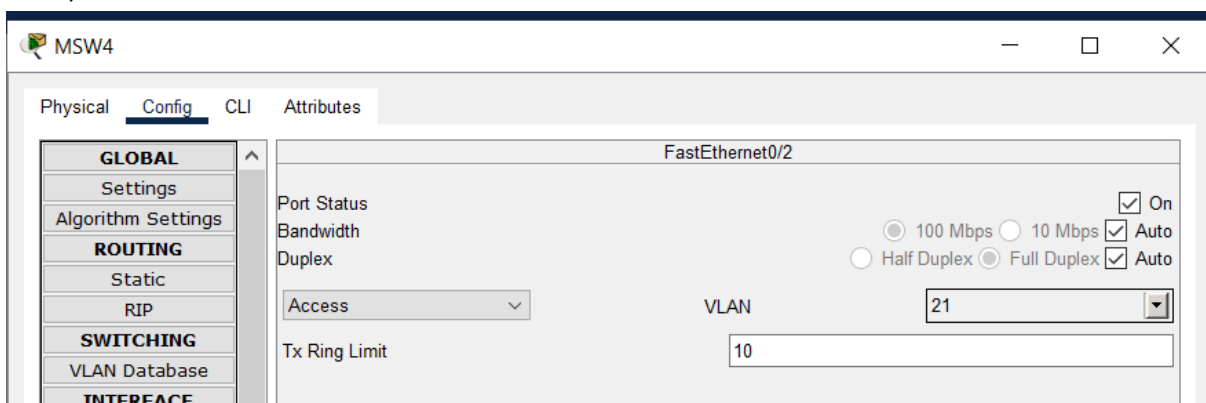 MSW4
Physical Config CLI Attributes
GLOBAL
Settings
Algorithm Settings
ROUTING
Static
RIP
SWITCHING
VLAN Database
INTERFACE
FastEthernet0/2
Port Status On
Bandwidth 100 Mbps 10 Mbps Auto
Duplex Half Duplex Full Duplex Auto
Access VLAN 21
Tx Ring Limit 10